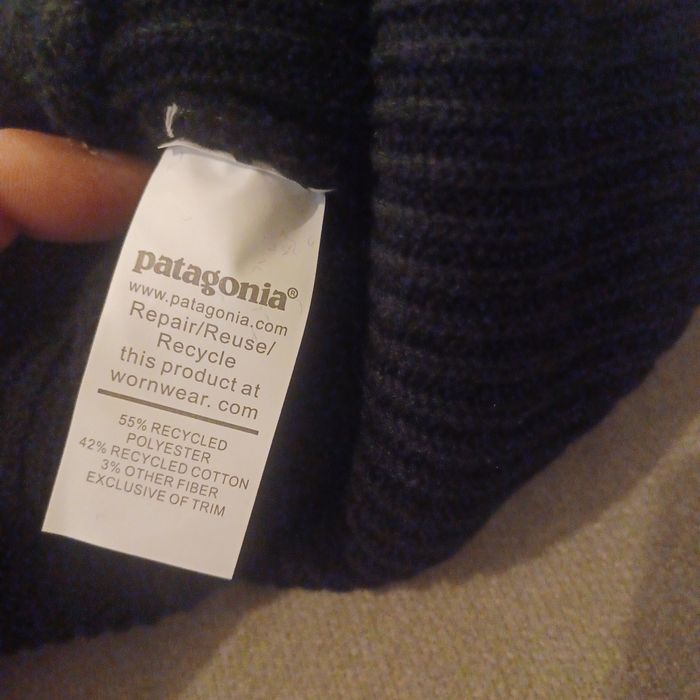 patagonia®
www.patagonia.com
Repair/Reuse/
Recycle
this product at
wornwear. com
55% RECYCLED
POLYESTER
42% RECYCLED COTTON
3% OTHER FIBER
EXCLUSIVE OF TRIM